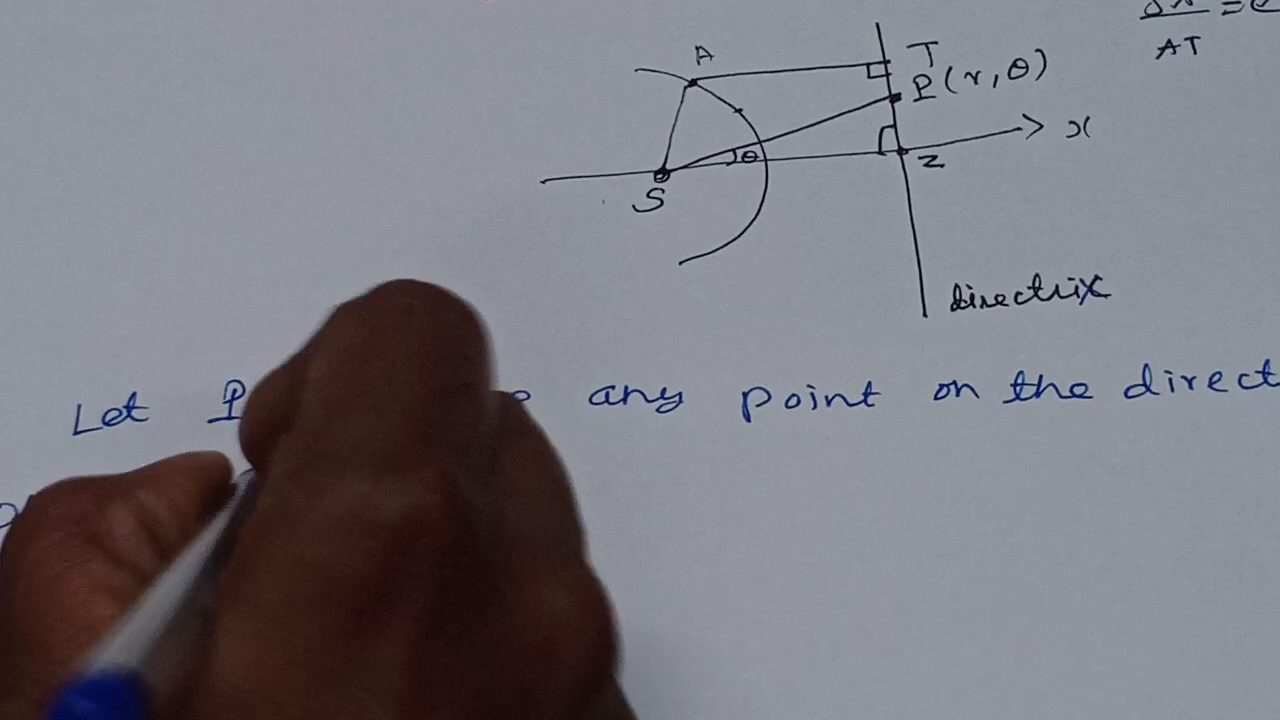 A
T
P(r, θ)
AT
θ
x
S
z
directrix
Let P any point on the direct